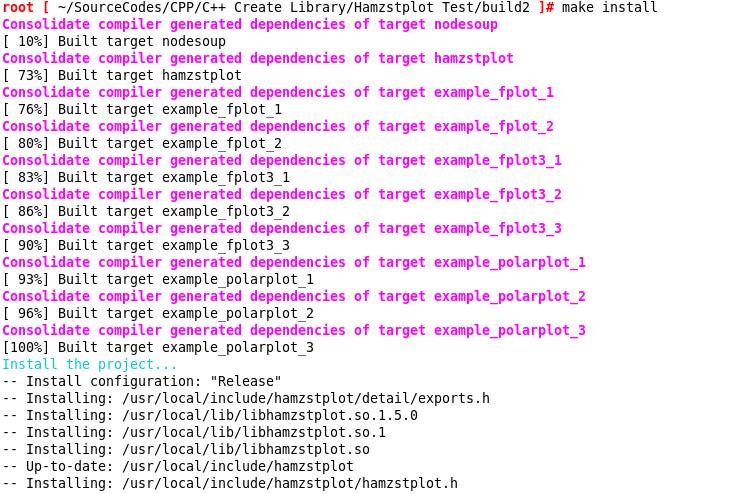 root [ ~/SourceCodes/CPP/C++ Create Library/Hamzstplot Test/build2 ]# make install
Consolidate compiler generated dependencies of target nodesoup
[ 10%] Built target nodesoup
Consolidate compiler generated dependencies of target hamzstplot
[ 73%] Built target hamzstplot
Consolidate compiler generated dependencies of target example_fplot_1
[ 76%] Built target example_fplot_1
Consolidate compiler generated dependencies of target example_fplot_2
[ 80%] Built target example_fplot_2
Consolidate compiler generated dependencies of target example_fplot3_1
[ 83%] Built target example_fplot3_1
Consolidate compiler generated dependencies of target example_fplot3_2
[ 86%] Built target example_fplot3_2
Consolidate compiler generated dependencies of target example_fplot3_3
[ 90%] Built target example_fplot3_3
Consolidate compiler generated dependencies of target example_polarplot_1
[ 93%] Built target example_polarplot_1
Consolidate compiler generated dependencies of target example_polarplot_2
[ 96%] Built target example_polarplot_2
Consolidate compiler generated dependencies of target example_polarplot_3
[100%] Built target example_polarplot_3
Install the project...
-- Install configuration: "Release"
-- Installing: /usr/local/include/hamzstplot/detail/exports.h
-- Installing: /usr/local/lib/libhamzstplot.so.1.5.0
-- Installing: /usr/local/lib/libhamzstplot.so.1
-- Installing: /usr/local/lib/libhamzstplot.so
-- Up-to-date: /usr/local/include/hamzstplot
-- Installing: /usr/local/include/hamzstplot/hamzstplot.h